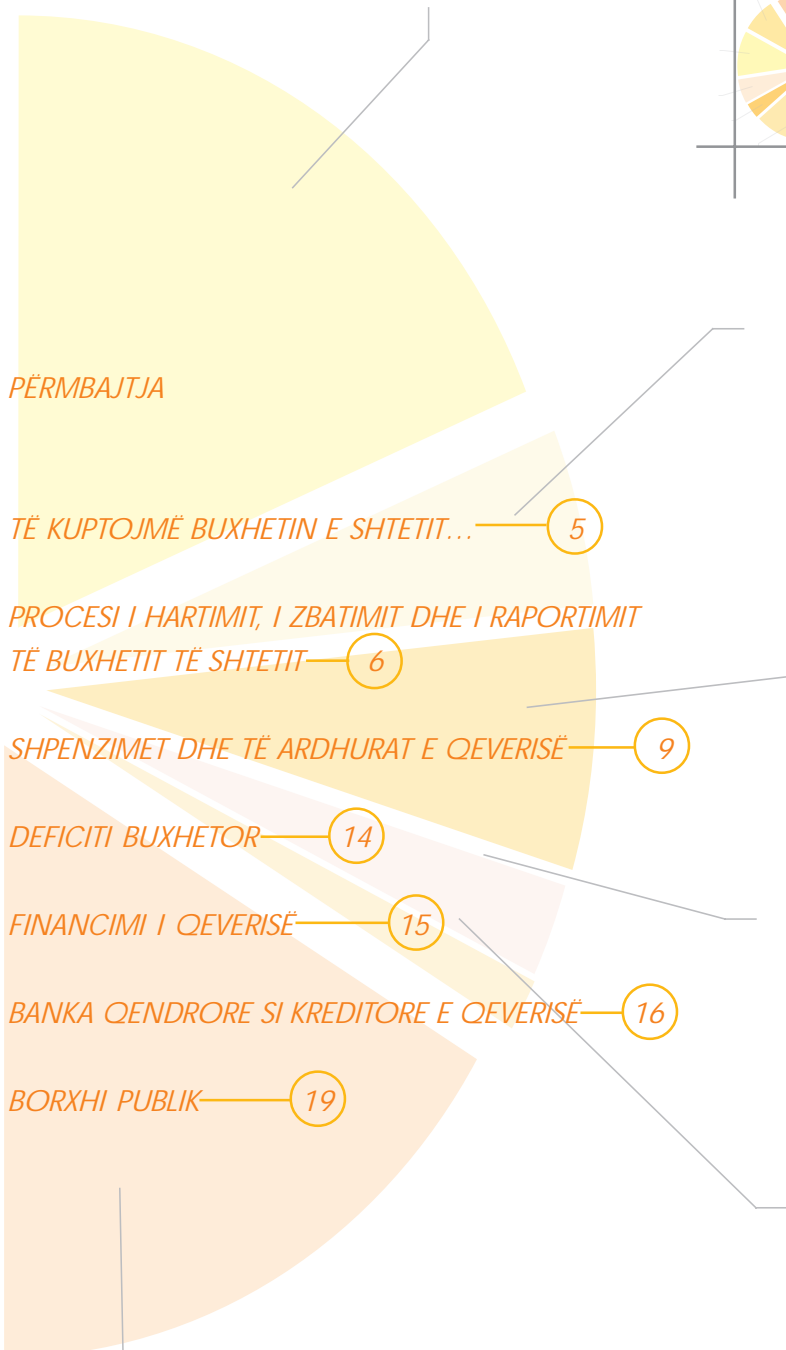 PËRMBAJTJA
TË KUPTOJMË BUXHETIN E SHTETIT... 5
PROCESI I HARTIMIT, I ZBATIMIT DHE I RAPORTIMIT
TË BUXHETIT TË SHTETIT 6
SHPENZIMET DHE TË ARDHURAT E QEVERISË 9
DEFICITI BUXHETOR 14
FINANCIMI I QEVERISË 15
BANKA QENDRORE SI KREDITORE E QEVERISË 16
BORXHI PUBLIK 19